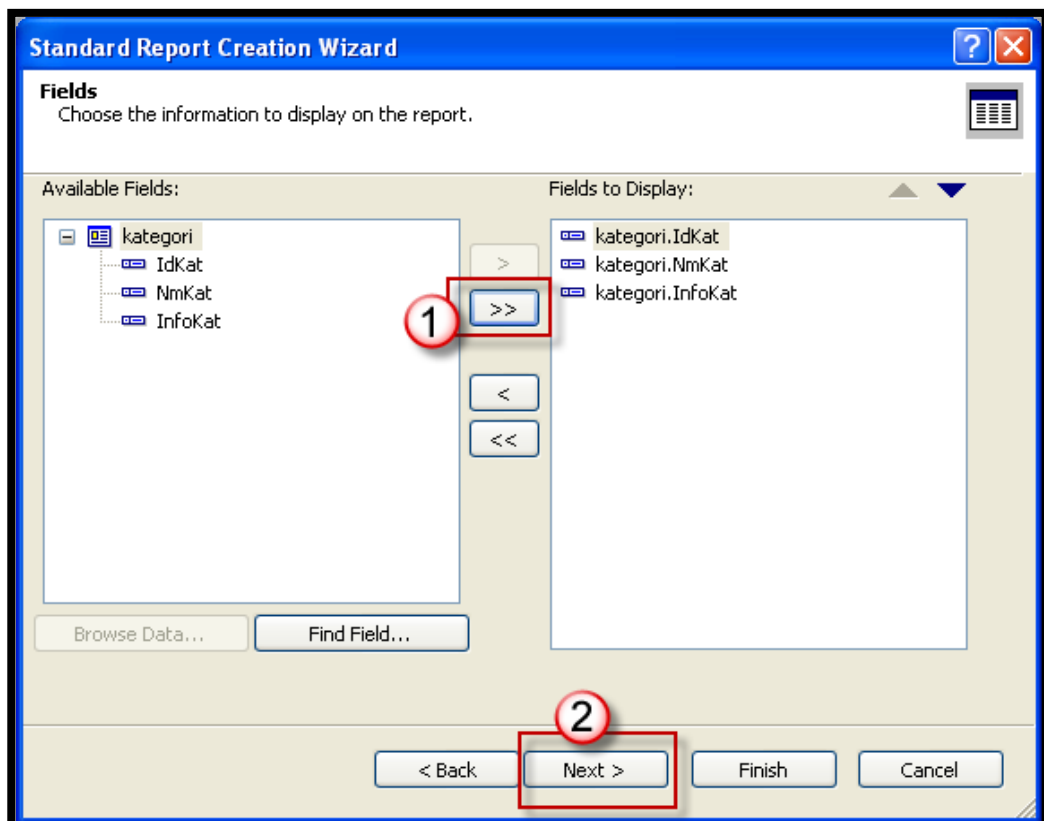 Standard Report Creation Wizard
?
Fields
Choose the information to display on the report.
Available Fields:
Fields to Display:
kategori
IdKat
NmKat
InfoKat
>
1
>>
<
<<
kategori.IdKat
kategori.NmKat
kategori.InfoKat
Browse Data...
Find Field...
2
< Back
Next >
Finish
Cancel